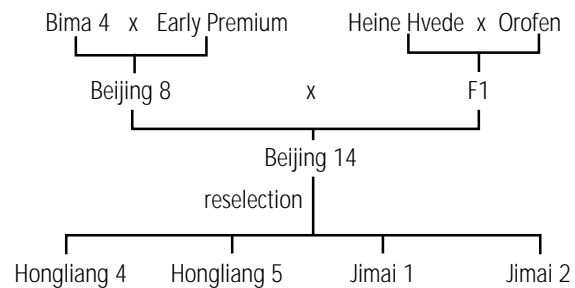 Bima 4 x Early Premium Heine Hvede x Orofen
Beijing 8 x F1
Beijing 14
reselection
Hongliang 4 Hongliang 5 Jimai 1 Jimai 2